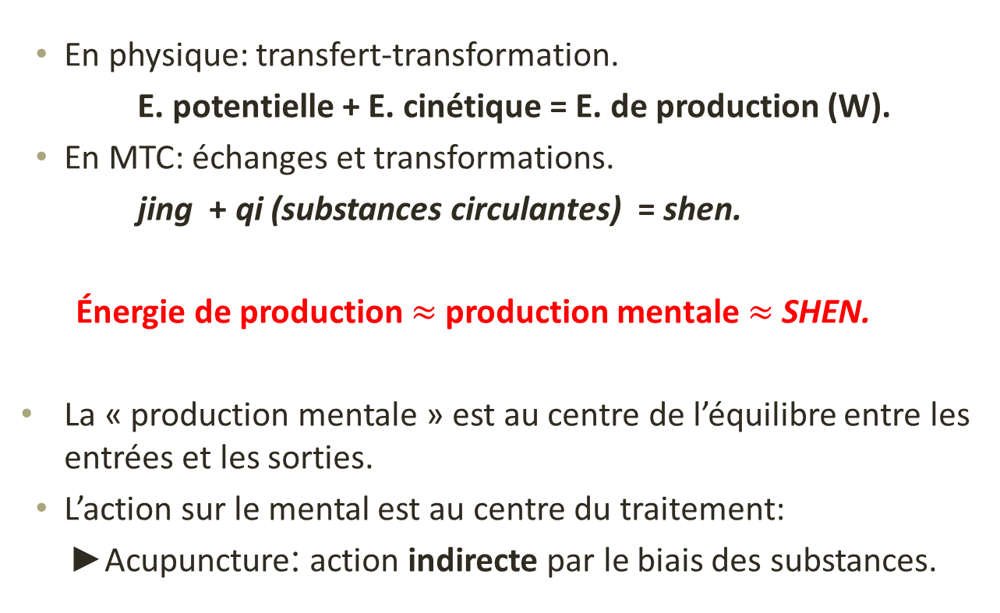 • En physique: transfert-transformation.
E. potentielle + E. cinétique = E. de production (W).
• En MTC: échanges et transformations.
jing + qi (substances circulantes) = shen.
Énergie de production ≈ production mentale ≈ SHEN.
• La « production mentale » est au centre de l’équilibre entre les
entrées et les sorties.
• L’action sur le mental est au centre du traitement:
►Acupuncture: action indirecte par le biais des substances.